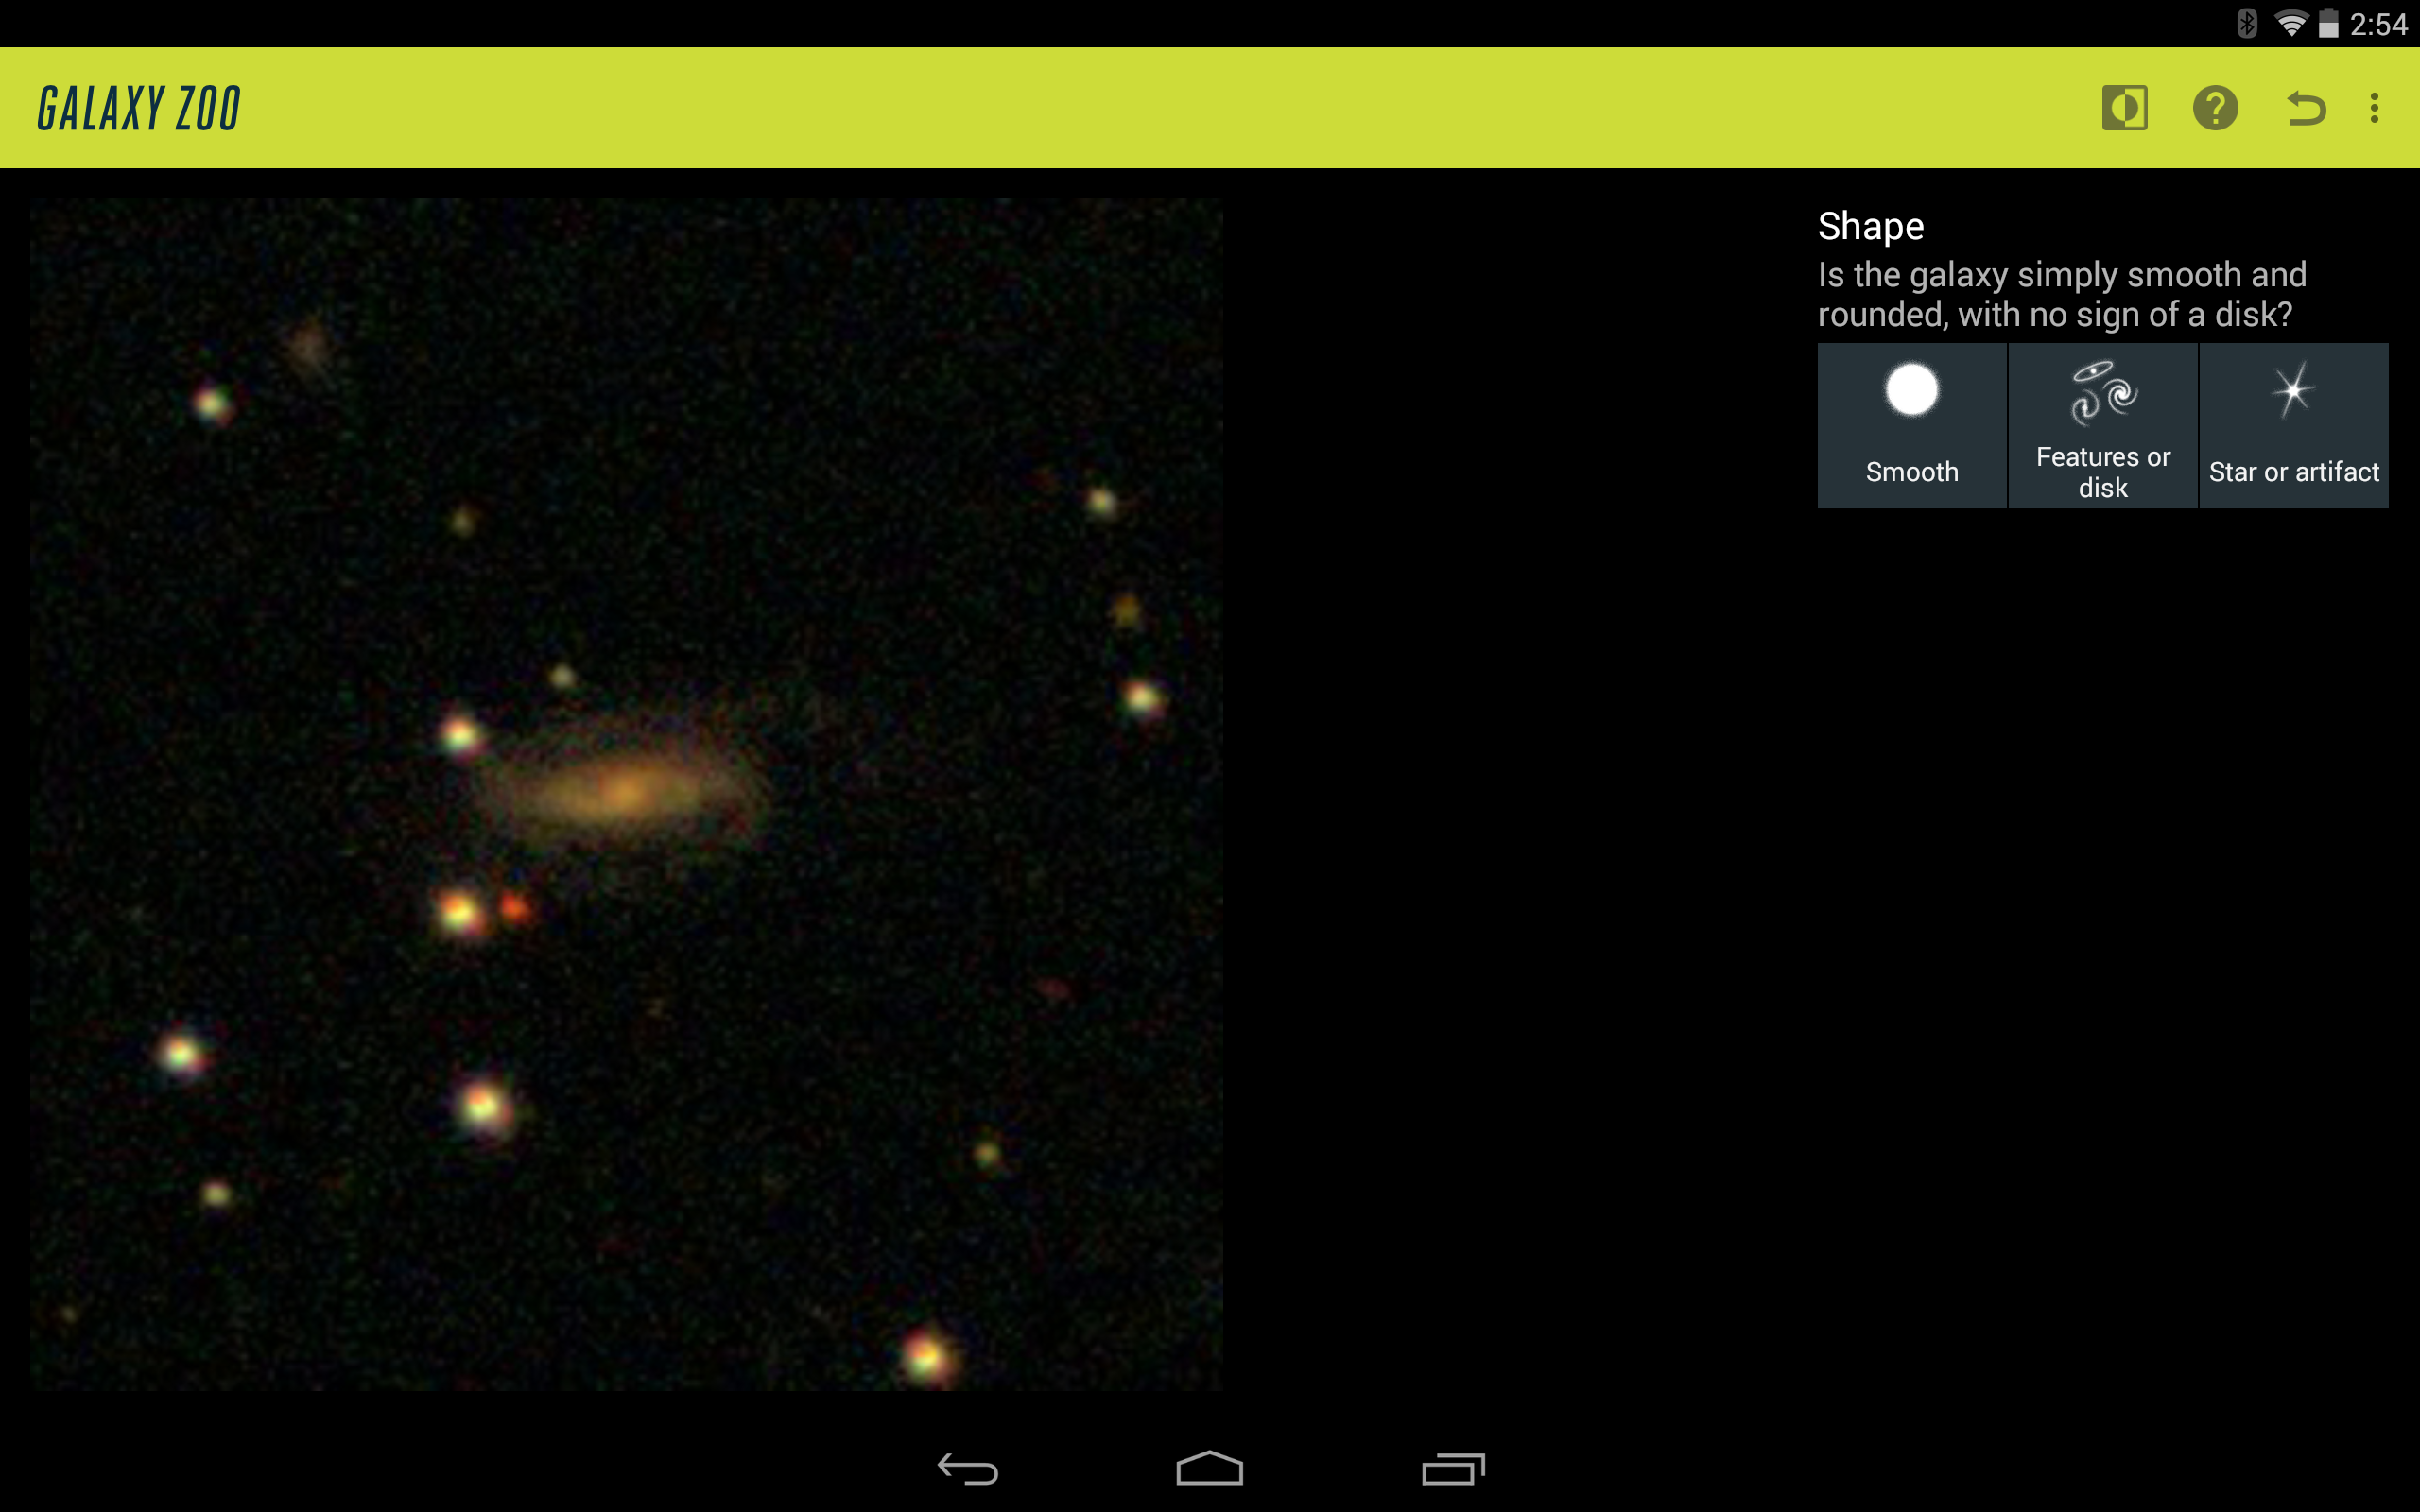 2:54
GALAXY ZOO
?
Shape
Is the galaxy simply smooth and
rounded, with no sign of a disk?
Smooth
Features or
disk
Star or artifact